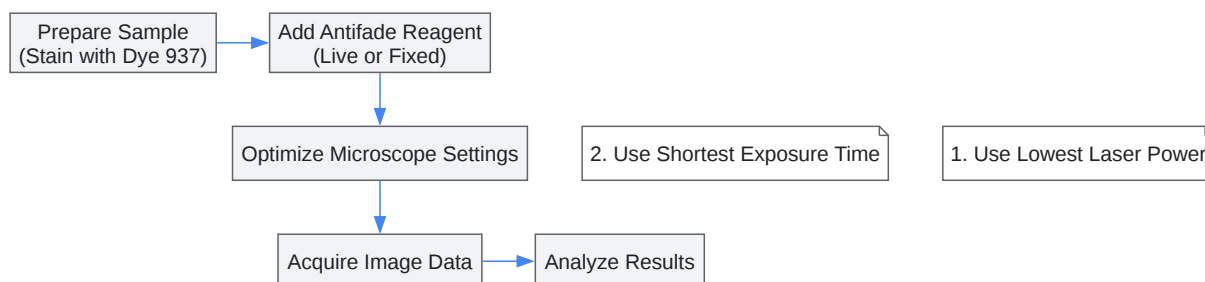 Prepare Sample
(Stain with Dye 937)
Add Antifade Reagent
(Live or Fixed)
Optimize Microscope Settings
2. Use Shortest Exposure Time
1. Use Lowest Laser Power
Acquire Image Data
Analyze Results